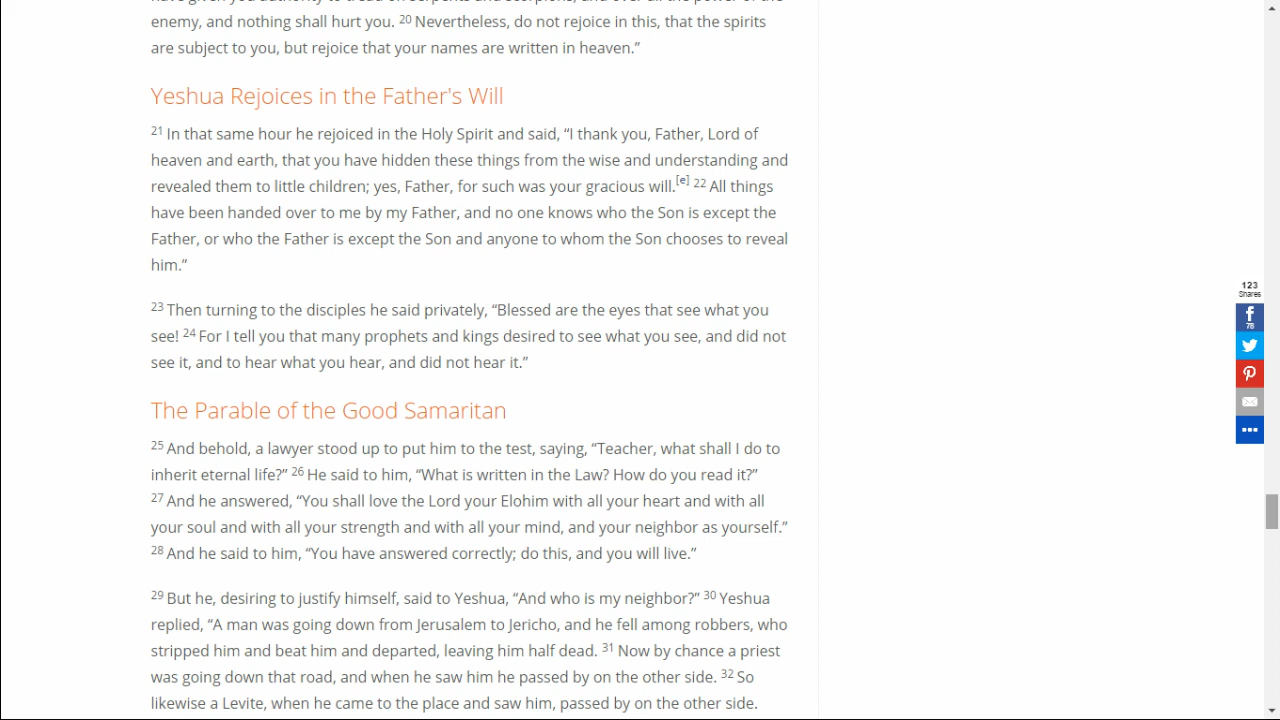 enemy, and nothing shall hurt you. 20 Nevertheless, do not rejoice in this, that the spirits
are subject to you, but rejoice that your names are written in heaven.”
Yeshua Rejoices in the Father's Will
21 In that same hour he rejoiced in the Holy Spirit and said, “I thank you, Father, Lord of
heaven and earth, that you have hidden these things from the wise and understanding and
revealed them to little children; yes, Father, for such was your gracious will.[e] 22 All things
have been handed over to me by my Father, and no one knows who the Son is except the
Father, or who the Father is except the Son and anyone to whom the Son chooses to reveal
him.”
23 Then turning to the disciples he said privately, “Blessed are the eyes that see what you
see! 24 For I tell you that many prophets and kings desired to see what you see, and did not
see it, and to hear what you hear, and did not hear it.”
The Parable of the Good Samaritan
25 And behold, a lawyer stood up to put him to the test, saying, “Teacher, what shall I do to
inherit eternal life?” 26 He said to him, “What is written in the Law? How do you read it?”
27 And he answered, “You shall love the Lord your Elohim with all your heart and with all
your soul and with all your strength and with all your mind, and your neighbor as yourself.”
28 And he said to him, “You have answered correctly; do this, and you will live.”
29 But he, desiring to justify himself, said to Yeshua, “And who is my neighbor?” 30 Yeshua
replied, “A man was going down from Jerusalem to Jericho, and he fell among robbers, who
stripped him and beat him and departed, leaving him half dead. 31 Now by chance a priest
was going down that road, and when he saw him he passed by on the other side. 32 So
likewise a Levite, when he came to the place and saw him, passed by on the other side.
123
Shares
78